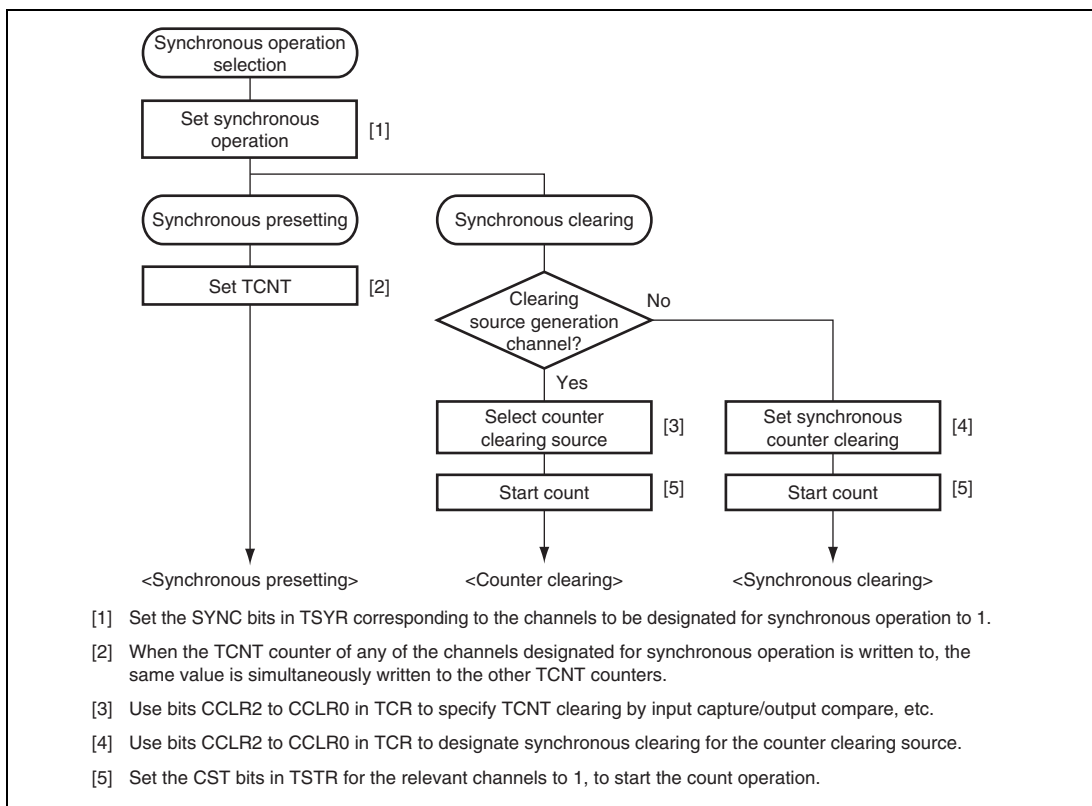 Synchronous operation
selection
Set synchronous
operation
[1]
Synchronous presetting
Synchronous clearing
Set TCNT
[2]
Clearing
source generation
channel?
No
Yes
Select counter
clearing source
[3]
Set synchronous
counter clearing
[4]
Start count
[5]
Start count
[5]
<Synchronous presetting>
<Counter clearing>
<Synchronous clearing>
[1] Set the SYNC bits in TSYR corresponding to the channels to be designated for synchronous operation to 1.
[2] When the TCNT counter of any of the channels designated for synchronous operation is written to, the
same value is simultaneously written to the other TCNT counters.
[3] Use bits CCLR2 to CCLR0 in TCR to specify TCNT clearing by input capture/output compare, etc.
[4] Use bits CCLR2 to CCLR0 in TCR to designate synchronous clearing for the counter clearing source.
[5] Set the CST bits in TSTR for the relevant channels to 1, to start the count operation.